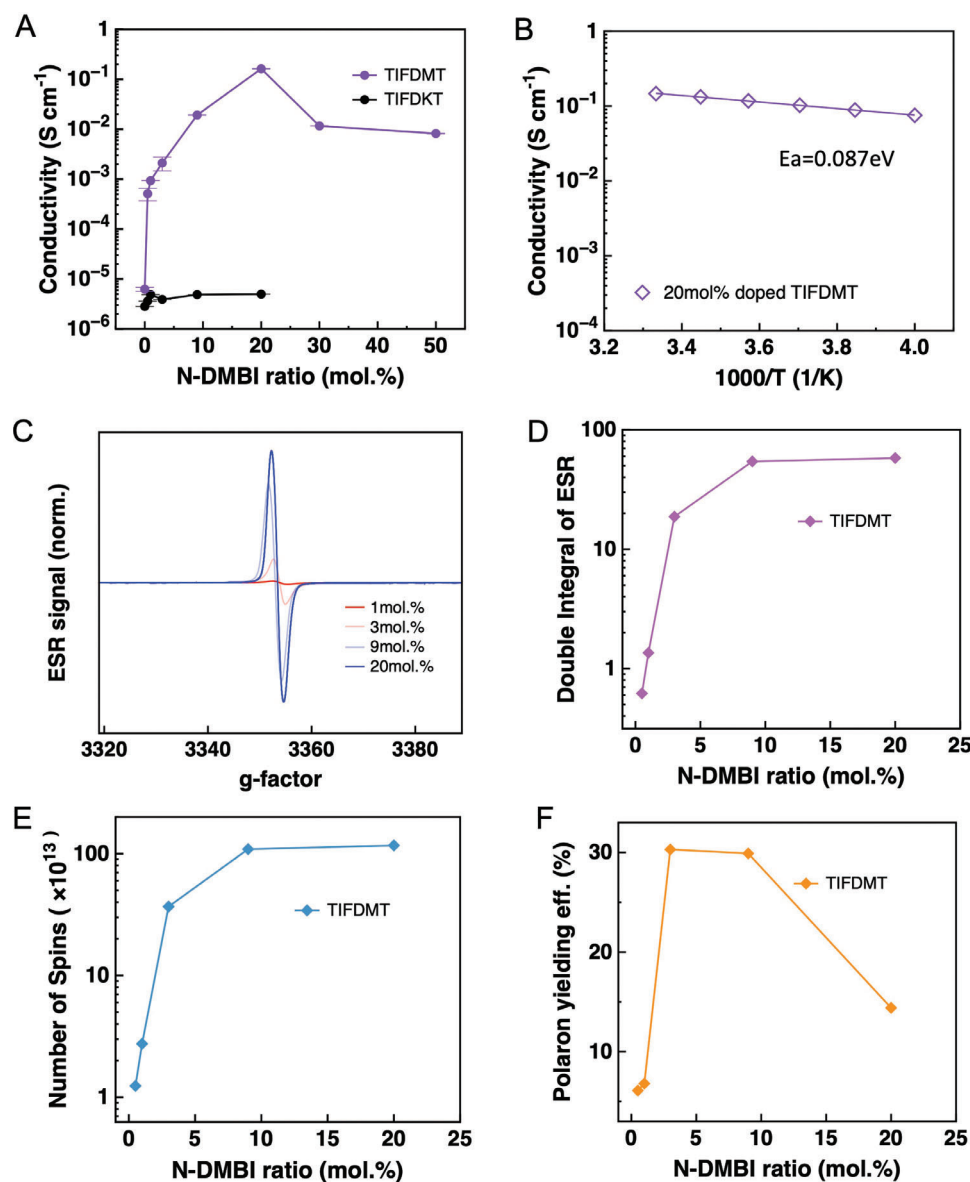 A
Conductivity (S cm⁻¹)
1
10⁻¹
10⁻²
10⁻³
10⁻⁴
10⁻⁵
10⁻⁶
TIFDMT
TIFDKT
0 10 20 30 40 50
N-DMBI ratio (mol.%)
B
Conductivity (S cm⁻¹)
1
10⁻¹
10⁻²
10⁻³
10⁻⁴
Ea=0.087eV
20mol% doped TIFDMT
3.2 3.4 3.6 3.8 4.0
1000/T (1/K)
C
ESR signal (norm.)
1mol.%
3mol.%
9mol.%
20mol.%
3320 3340 3360 3380
g-factor
D
Double Integral of ESR
100
10
1
TIFDMT
0 5 10 15 20 25
N-DMBI ratio (mol.%)
E
Number of Spins ( ×10¹³)
100
10
1
TIFDMT
0 5 10 15 20 25
N-DMBI ratio (mol.%)
F
Polaron yielding eff. (%)
30
20
10
TIFDMT
0 5 10 15 20 25
N-DMBI ratio (mol.%)